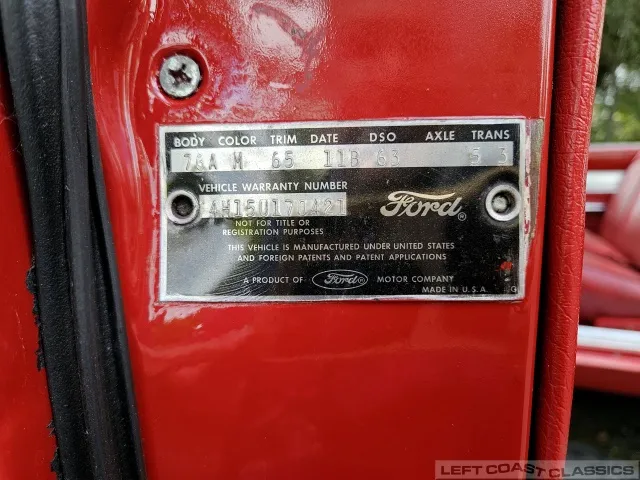 BODY COLOR TRIM DATE DSO AXLE TRANS
76A M 65 11B 63 5 3
VEHICLE WARRANTY NUMBER
4H15U171421
Ford®
NOT FOR TITLE OR
REGISTRATION PURPOSES
THIS VEHICLE IS MANUFACTURED UNDER UNITED STATES
AND FOREIGN PATENTS AND PATENT APPLICATIONS
A PRODUCT OF Ford® MOTOR COMPANY
MADE IN U.S.A. G
LEFT COAST CLASSICS